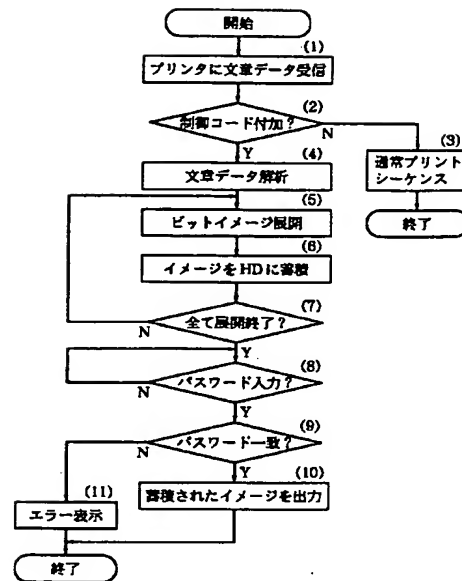 開始
(1)
プリンタに文章データ受信
(2)
制御コード付加?
N
Y
(3)
通常プリント
シーケンス
終了
(4)
文章データ解析
(5)
ビットイメージ展開
(6)
イメージをHDに蓄積
(7)
全て展開終了?
N
Y
(8)
パスワード入力?
N
Y
(9)
パスワード一致?
N
Y
(10)
蓄積されたイメージを出力
(11)
エラー表示
終了